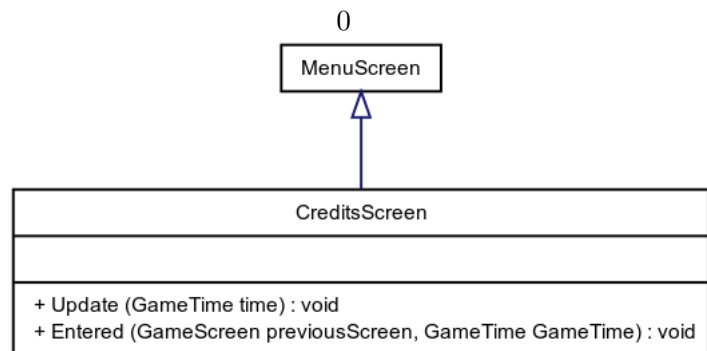 0
MenuScreen
CreditsScreen
+ Update (GameTime time) : void
+ Entered (GameScreen previousScreen, GameTime GameTime) : void